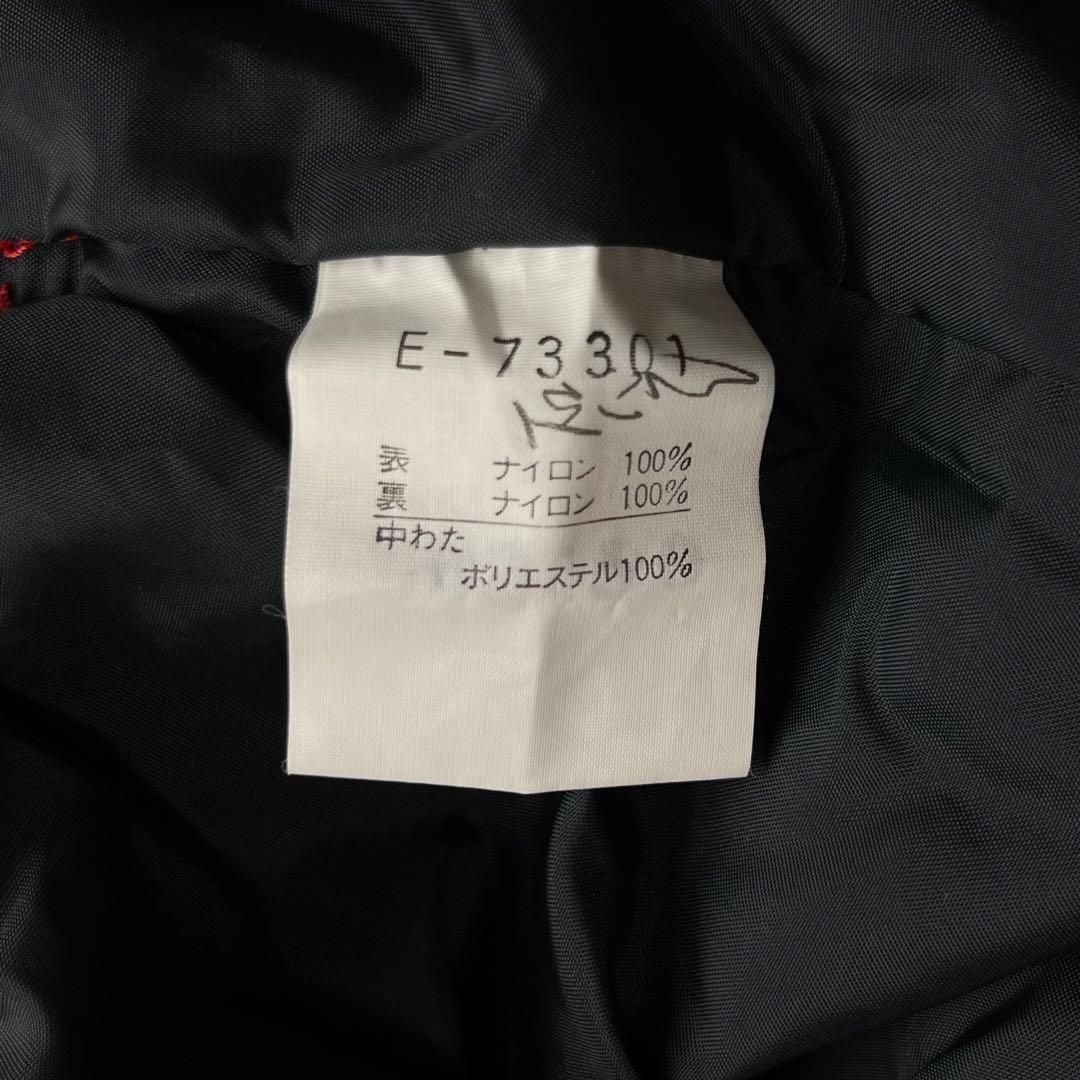 E-73307
表 ナイロン 100%
裏 ナイロン 100%
中わた
ポリエステル100%